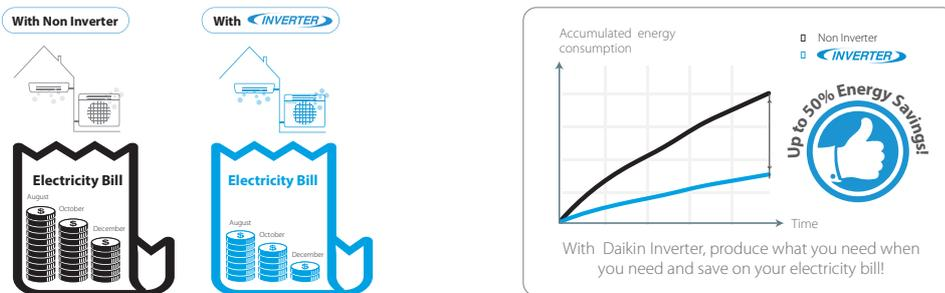 With Non Inverter
With INVERTER
Electricity Bill
August
October
December
$
$
$
Electricity Bill
August
October
December
$
$
$
Accumulated energy
consumption
Non Inverter
INVERTER
Up to 50% Energy Savings!
Time
With Daikin Inverter, produce what you need when
you need and save on your electricity bill!